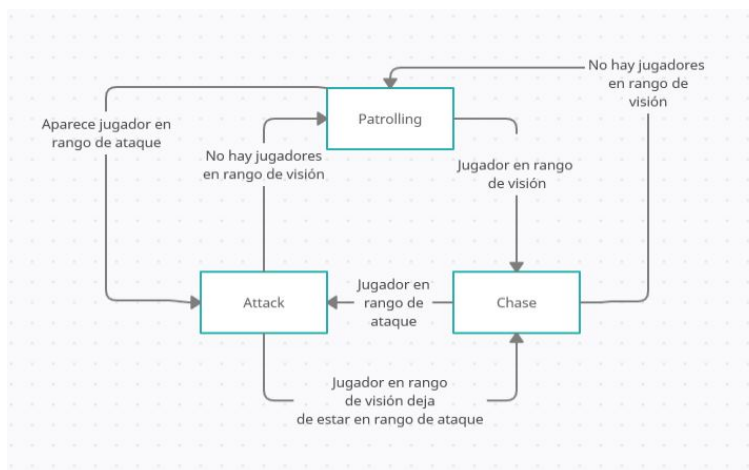 No hay jugadores
en rango de
visión
Patrolling
Aparece jugador en
rango de ataque
No hay jugadores
en rango de visión
Jugador en rango
de visión
Attack
Jugador en
rango de
ataque
Chase
Jugador en rango
de visión deja
de estar en rango de ataque